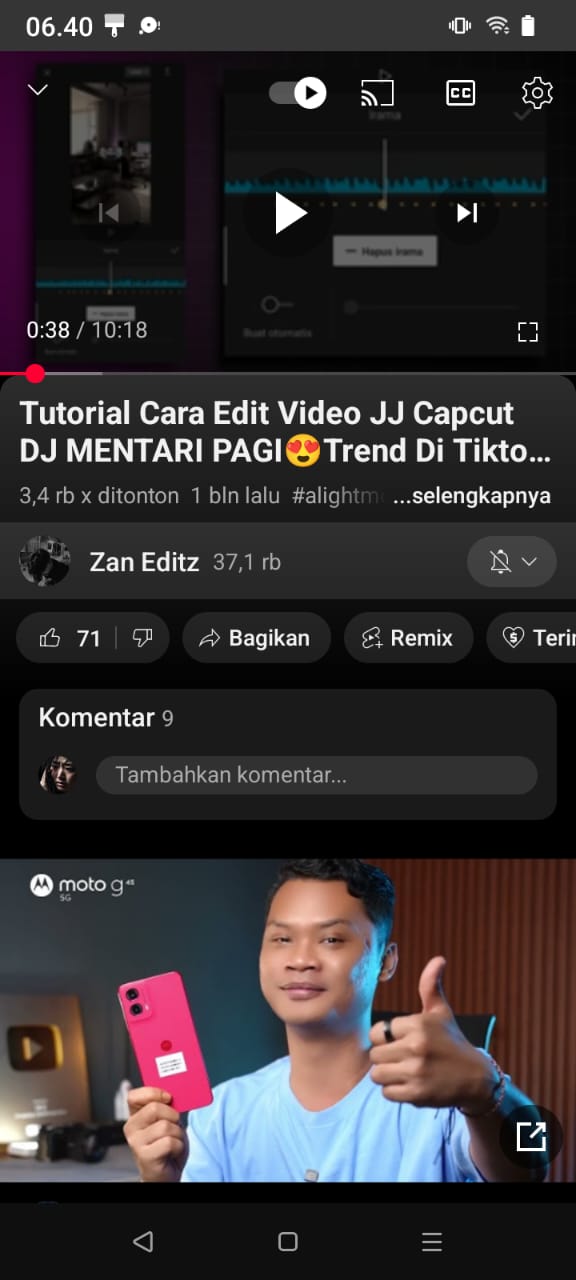 06.40
CC
Irama
Hapus irama
Buat otomatis
0:38 / 10:18
Tutorial Cara Edit Video JJ Capcut
DJ MENTARI PAGI😍Trend Di Tikto...
3,4 rb x ditonton 1 bln lalu #alightm ...selengkapnya
Zan Editz 37,1 rb
71 Bagikan Remix Terim
Komentar 9
Tambahkan komentar...
moto g45
5G